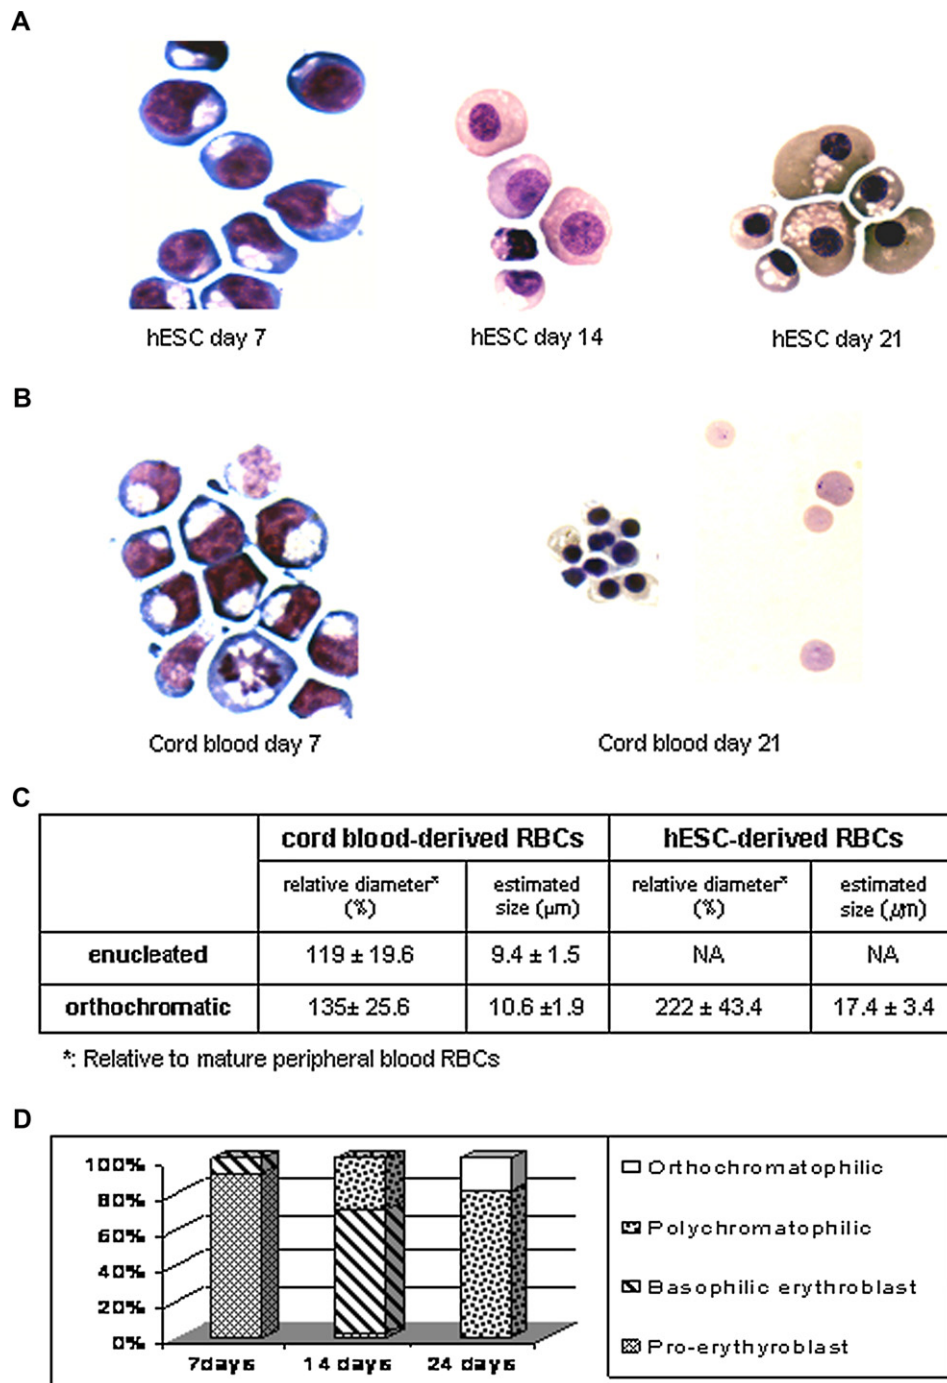 A
hESC day 7
hESC day 14
hESC day 21
B
Cord blood day 7
Cord blood day 21
C
cord blood-derived RBCs hESC-derived RBCs
relative diameter* (%) estimated size (μm) relative diameter* (%) estimated size (μm)
enucleated 119 ± 19.6 9.4 ± 1.5 NA NA
orthochromatic 135± 25.6 10.6 ±1.9 222 ± 43.4 17.4 ± 3.4
*: Relative to mature peripheral blood RBCs
D
100%
80%
60%
40%
20%
0%
7days 14 days 24 days
Orthochromatophilic
Polychromatophilic
Basophilic erythroblast
Pro-erythyroblast